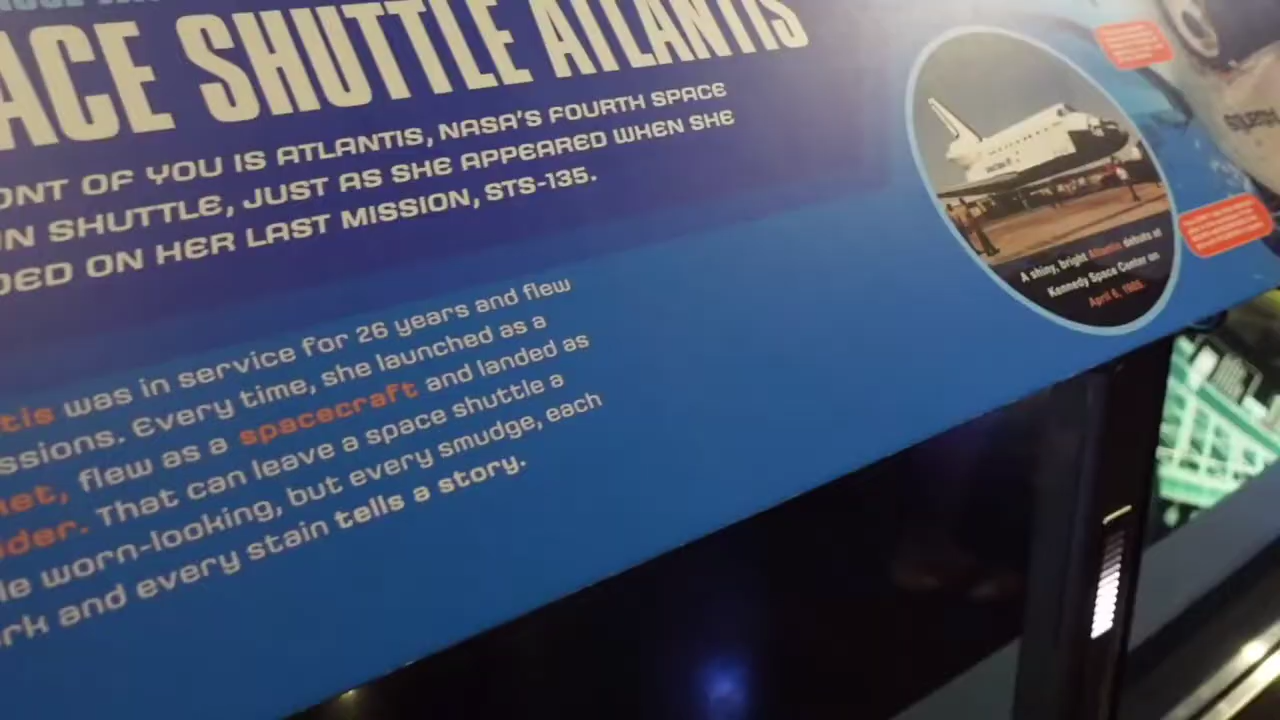 ACE SHUTTLE ATLANTIS
ONT OF YOU IS ATLANTIS, NASA'S FOURTH SPACE
UN SHUTTLE, JUST AS SHE APPEARED WHEN SHE
DED ON HER LAST MISSION, STS-135.
tis was in service for 26 years and flew
ssions. Every time, she launched as a
ket, flew as a spacecraft and landed as
ider. That can leave a space shuttle a
le worn-looking, but every smudge, each
rk and every stain tells a story.
A shiny, bright Atlantis debuts at
Kennedy Space Center on
April 6, 1985.